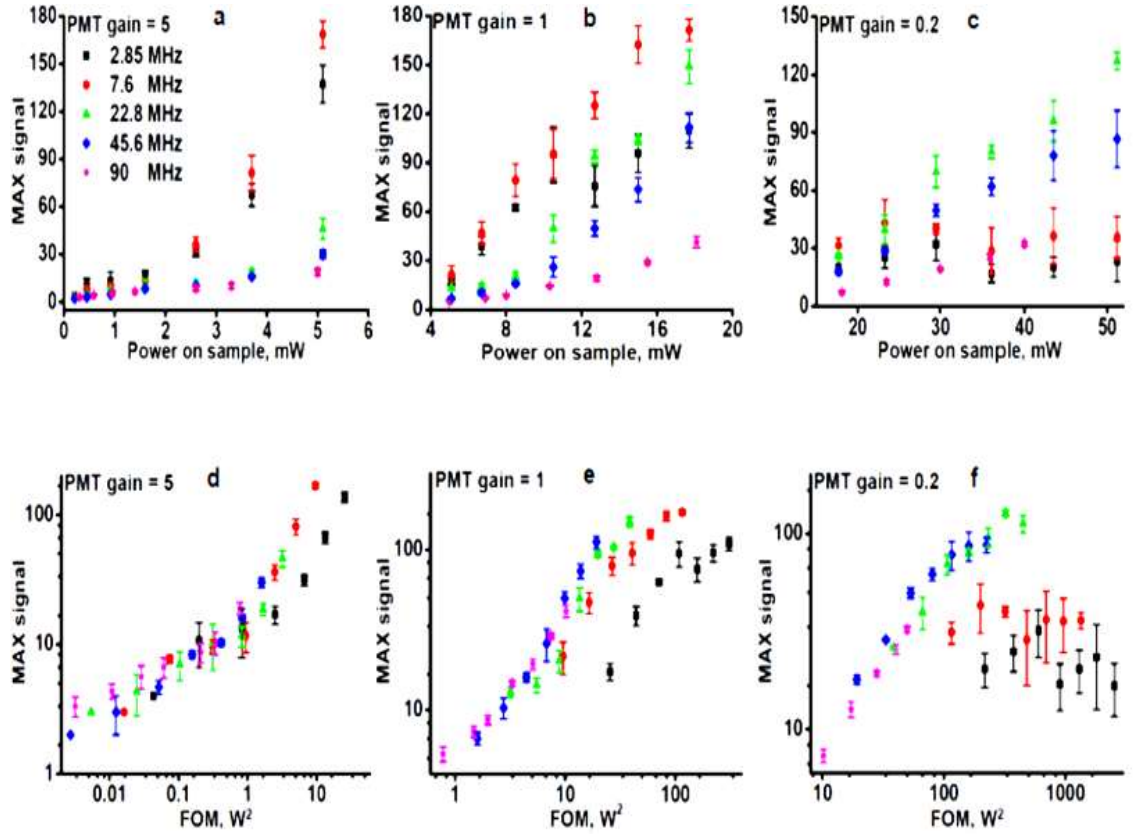 a
PMT gain = 5
2.85 MHz
7.6 MHz
22.8 MHz
45.6 MHz
90 MHz
MAX signal
180
150
120
90
60
30
0
0 1 2 3 4 5 6
Power on sample, mW
b
PMT gain = 1
MAX signal
180
150
120
90
60
30
0
4 8 12 16 20
Power on sample, mW
c
PMT gain = 0.2
MAX signal
150
120
90
60
30
0
20 30 40 50
Power on sample, mW
d
PMT gain = 5
MAX signal
100
10
1
0.01 0.1 1 10
FOM, W²
e
PMT gain = 1
MAX signal
100
10
1 10 100
FOM, W²
f
PMT gain = 0.2
MAX signal
100
10
10 100 1000
FOM, W²